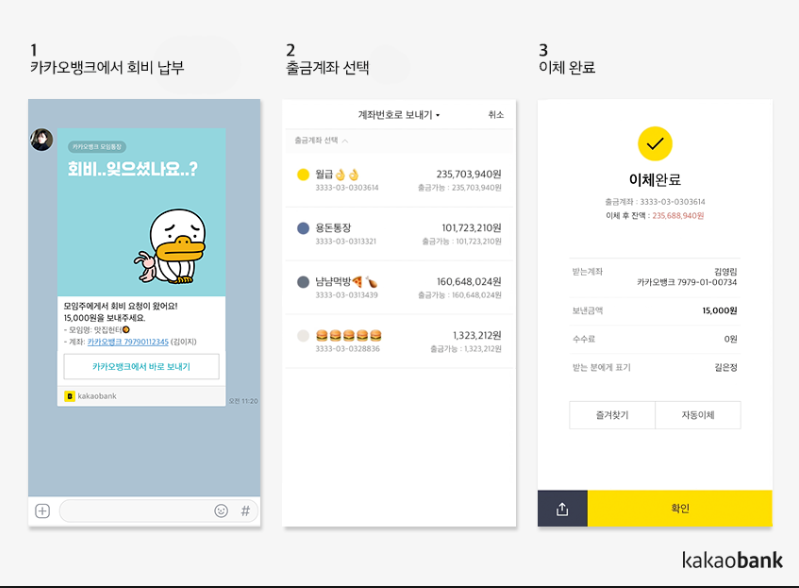 1
카카오뱅크에서 회비 납부
카카오뱅크 모임통장
회비..잊으셨나요..?
모임주에게서 회비 요청이 왔어요!
15,000원을 보내주세요.
- 모임명: 맛집헌터
- 계좌: 카카오뱅크 79790112345 (김이지)
카카오뱅크에서 바로 보내기
kakaobank
오전 11:20
#
2
출금계좌 선택
계좌번호로 보내기
취소
출금계좌 선택
월급👌👌 235,703,940원
3333-03-0303614 출금가능 : 235,703,940원
용돈통장 101,723,210원
3333-03-0313321 출금가능 : 101,723,210원
냠냠먹방🍕🍗 160,648,024원
3333-03-0313439 출금가능 : 160,648,024원
🍔🍔🍔🍔🍔 1,323,212원
3333-03-0328836 출금가능 : 1,323,212원
3
이체 완료
이체완료
출금계좌 : 3333-03-0303614
이체 후 잔액 : 235,688,940원
받는계좌 김영림
카카오뱅크 7979-01-00734
보낸금액 15,000원
수수료 0원
받는 분에게 표기 길은정
즐겨찾기
자동이체
확인
kakaobank